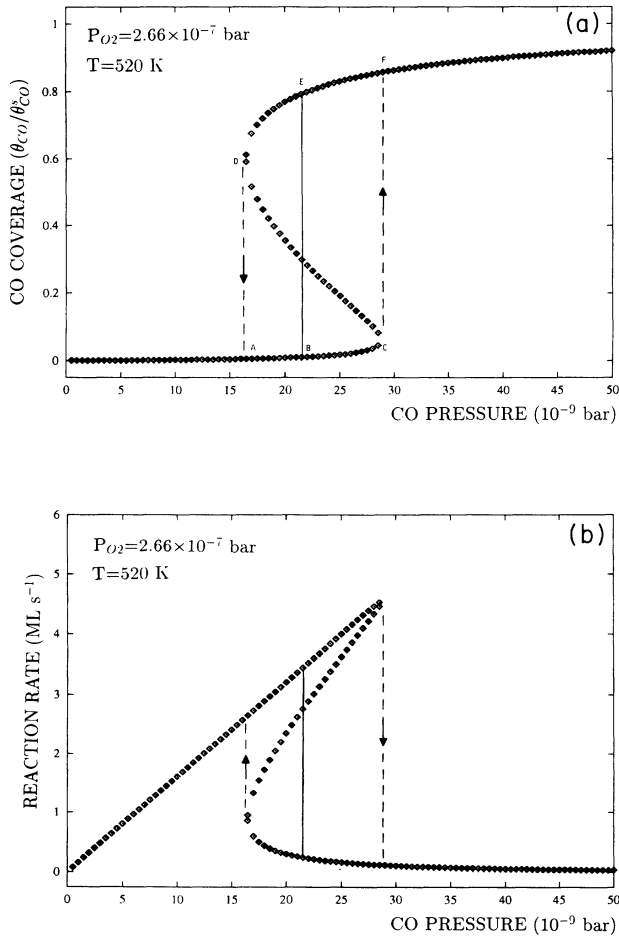 (a)
P_O2=2.66×10⁻⁷ bar
T=520 K
CO COVERAGE (θ_CO/θˢ_CO)
1.0
0.8
0.6
0.4
0.2
0
F
E
D
A
B
C
0 5 10 15 20 25 30 35 40 45 50
CO PRESSURE (10⁻⁹ bar)
(b)
P_O2=2.66×10⁻⁷ bar
T=520 K
REACTION RATE (ML s⁻¹)
6
5
4
3
2
1
0
0 5 10 15 20 25 30 35 40 45 50
CO PRESSURE (10⁻⁹ bar)